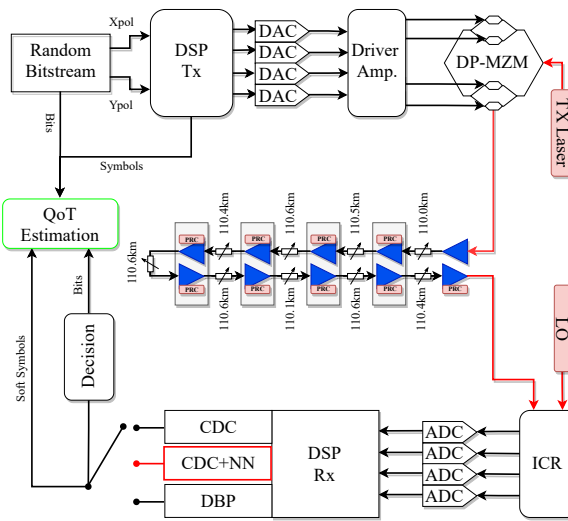 Xpol
Random
Bitstream
Ypol
DSP
Tx
DAC
DAC
DAC
DAC
Driver
Amp.
DP-MZM
TX Laser
Bits
Symbols
QoT
Estimation
110.4km
110.6km
110.5km
110.0km
PRC
PRC
PRC
PRC
110.6km
PRC
PRC
PRC
PRC
110.6km
110.1km
110.6km
110.4km
Bits
Soft Symbols
Decision
LO
CDC
CDC+NN
DBP
DSP
Rx
ADC
ADC
ADC
ADC
ICR